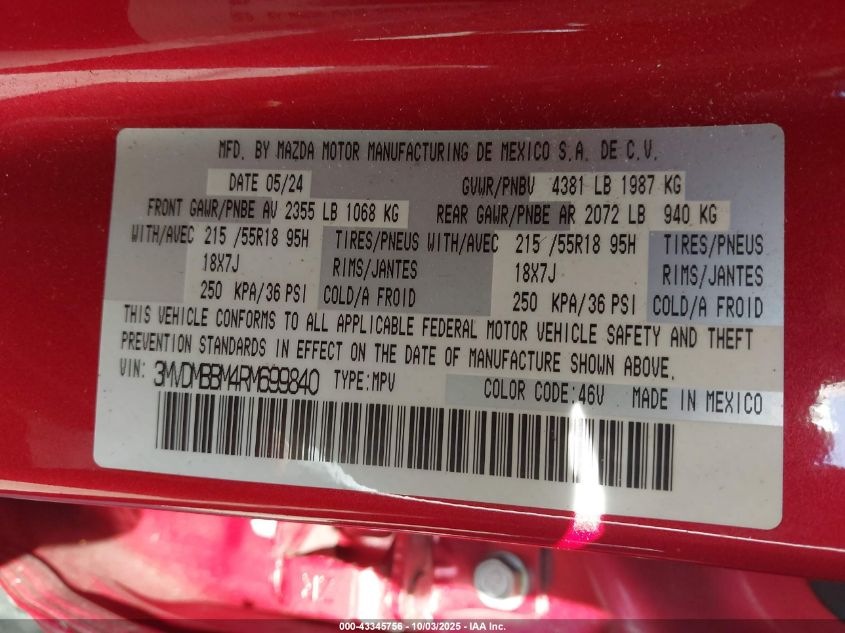 MFD. BY MAZDA MOTOR MANUFACTURING DE MEXICO S.A. DE C.V.
DATE 05/24 GVWR/PNBV 4381 LB 1987 KG
FRONT GAWR/PNBE AV 2355 LB 1068 KG REAR GAWR/PNBE AR 2072 LB 940 KG
WITH/AVEC 215 /55R18 95H TIRES/PNEUS WITH/AVEC 215 /55R18 95H TIRES/PNEUS
18X7J RIMS/JANTES 18X7J RIMS/JANTES
250 KPA/36 PSI COLD/A FROID 250 KPA/36 PSI COLD/A FROID
THIS VEHICLE CONFORMS TO ALL APPLICABLE FEDERAL MOTOR VEHICLE SAFETY AND THEFT
PREVENTION STANDARDS IN EFFECT ON THE DATE OF MANUFACTURE SHOWN ABOVE.
VIN: 3MVDMBBM4RM699840 TYPE:MPV COLOR CODE:46V MADE IN MEXICO
000-43345756 - 10/03/2025 - IAA Inc.